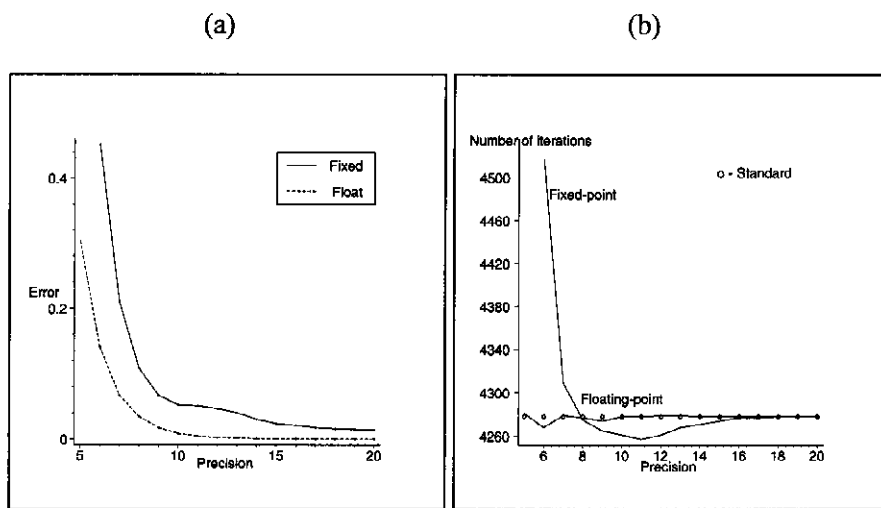 (a)
(b)
0.4
0.2
0
Error
Fixed
Float
5
10
15
20
Precision
Number of iterations
4500
4460
4420
4380
4340
4300
4260
o - Standard
Fixed-point
Floating-point
6
8
10
12
14
16
18
20
Precision